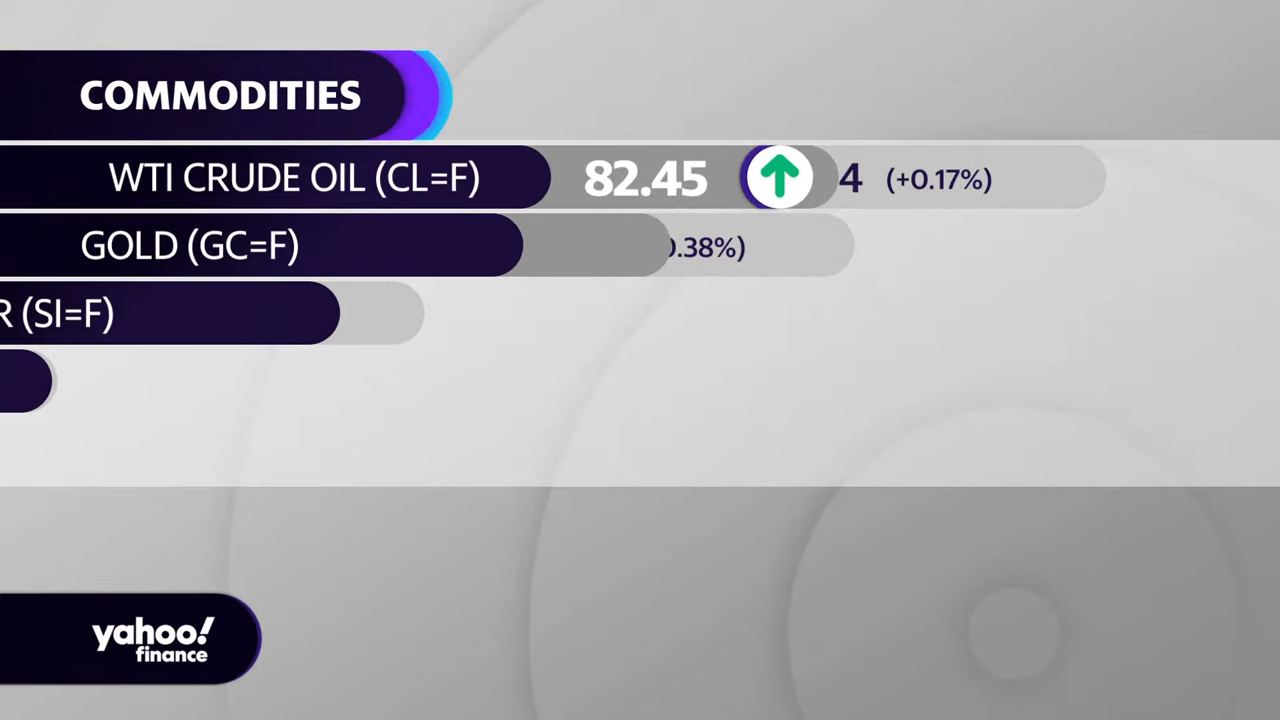 COMMODITIES
WTI CRUDE OIL (CL=F) 82.45 4 (+0.17%)
GOLD (GC=F) .38%)
R (SI=F)
yahoo!
finance